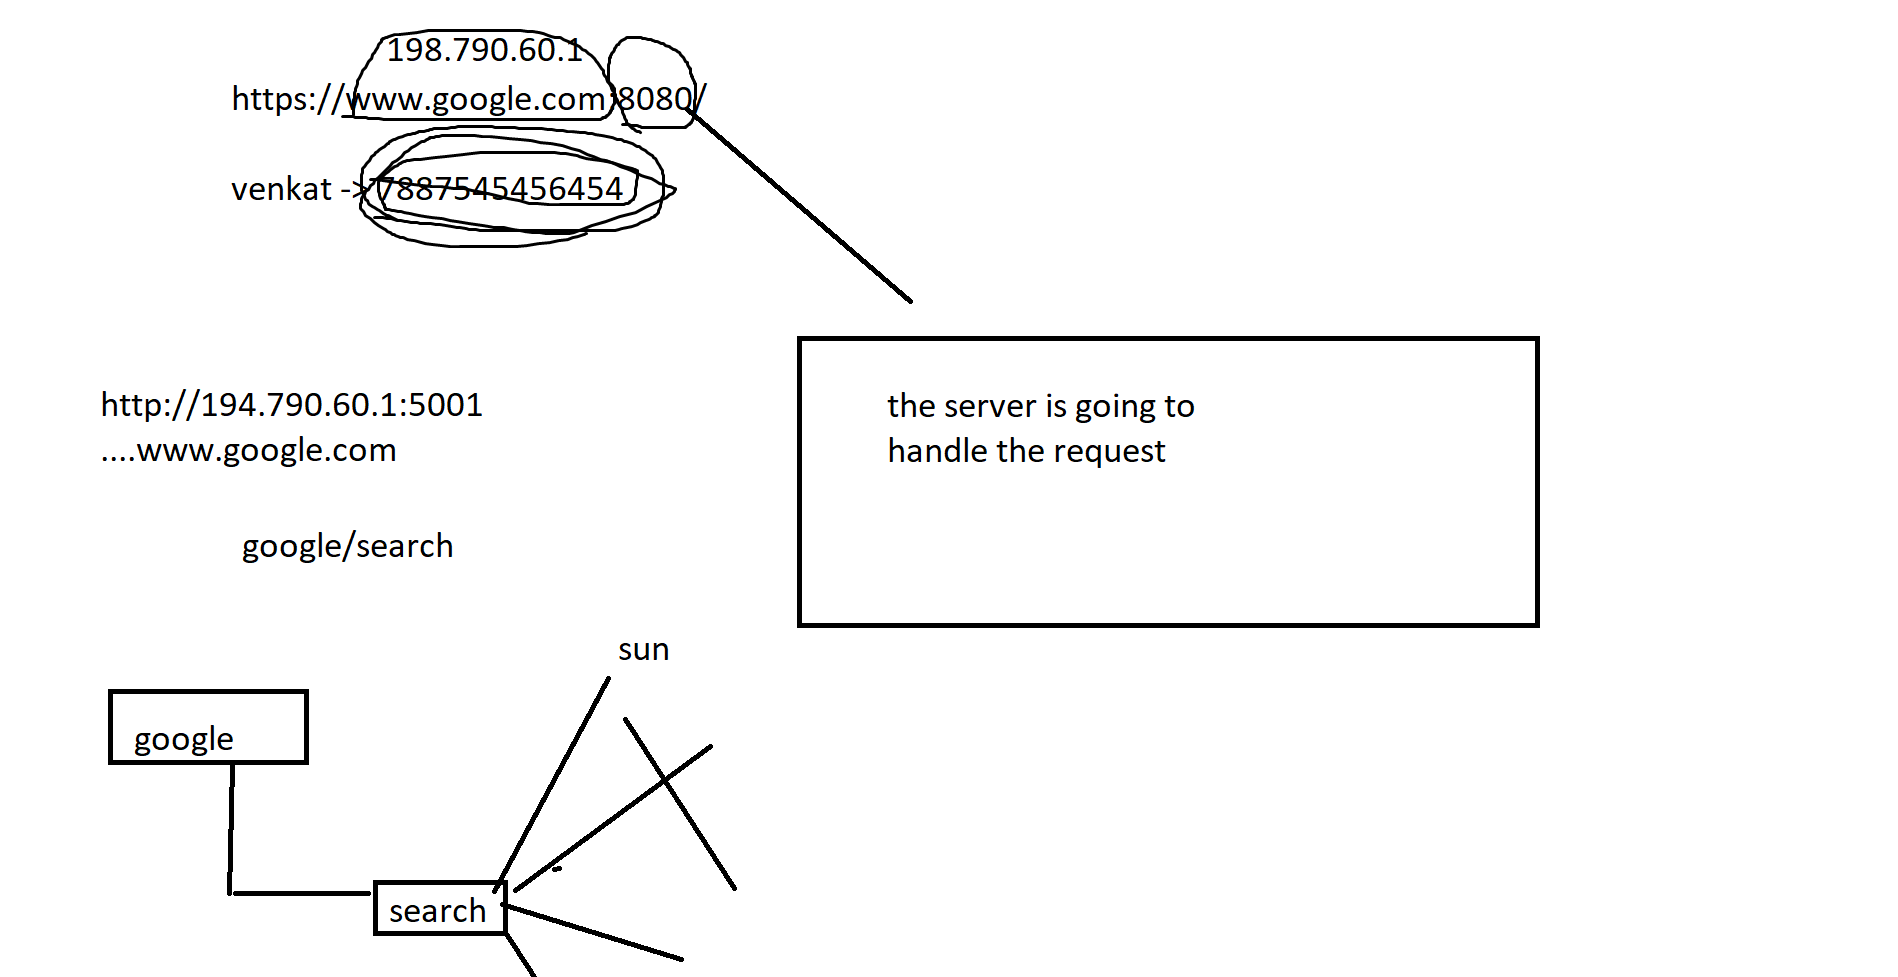 198.790.60.1
https://www.google.com:8080/
venkat -> 7887545456454
http://194.790.60.1:5001
....www.google.com
the server is going to
handle the request
google/search
sun
google
search